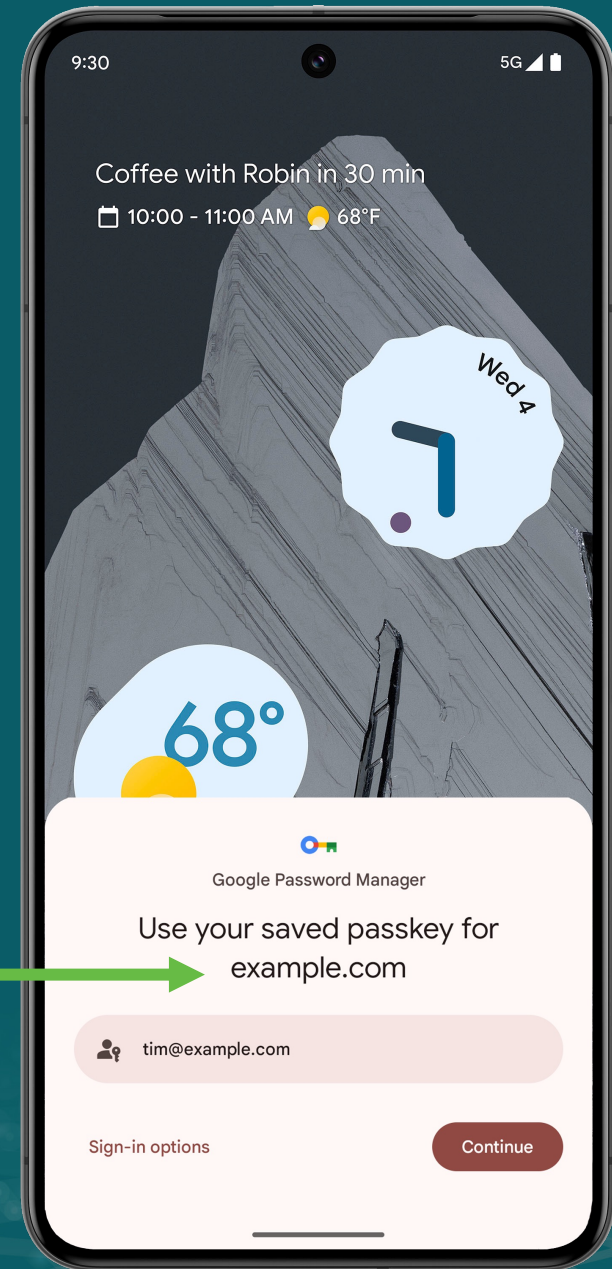 9:30
5G
Coffee with Robin in 30 min
10:00 - 11:00 AM 68°F
Wed 4
68°
Google Password Manager
Use your saved passkey for
example.com
tim@example.com
Sign-in options
Continue